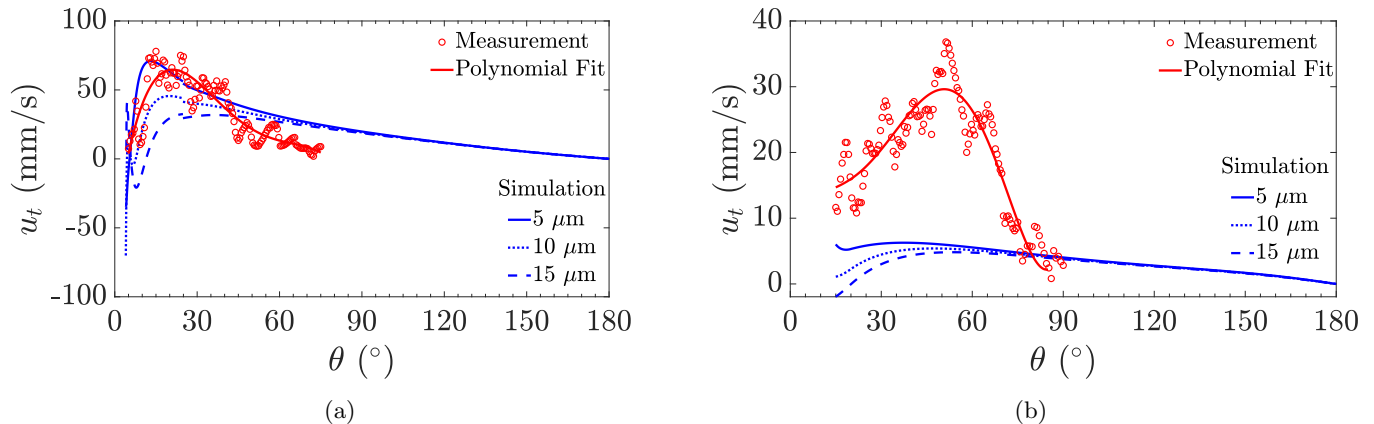 100
50
0
-50
-100
u_t (mm/s)
Measurement
Polynomial Fit
Simulation
5 μm
10 μm
15 μm
0 30 60 90 120 150 180
θ (°)
(a)
40
30
20
10
0
u_t (mm/s)
Measurement
Polynomial Fit
Simulation
5 μm
10 μm
15 μm
0 30 60 90 120 150 180
θ (°)
(b)